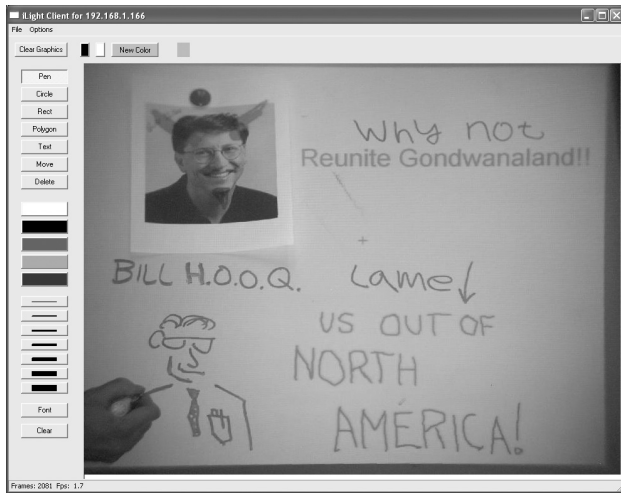 iLight Client for 192.168.1.166
File Options
Clear Graphics
New Color
Pen
Circle
Rect
Polygon
Text
Move
Delete
Font
Clear
Why not
Reunite Gondwanaland!!
BILL H.O.O.Q.
Lame
US OUT OF
NORTH
AMÉRICA!
Frames: 2081 Fps: 1.7